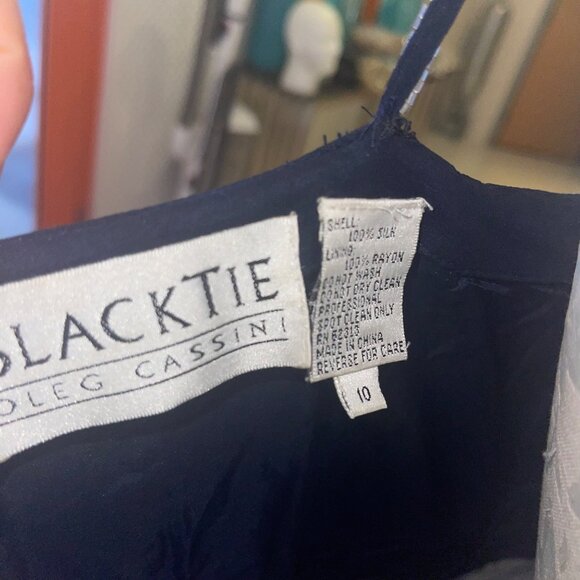 BLACKTIE
OLEG CASSINI
SHELL:
100% SILK
LINING
100% RAYON
DO NOT WASH
DO NOT DRY CLEAN
PROFESSIONAL
SPOT CLEAN ONLY
RN 82313
MADE IN CHINA
REVERSE FOR CARE
10